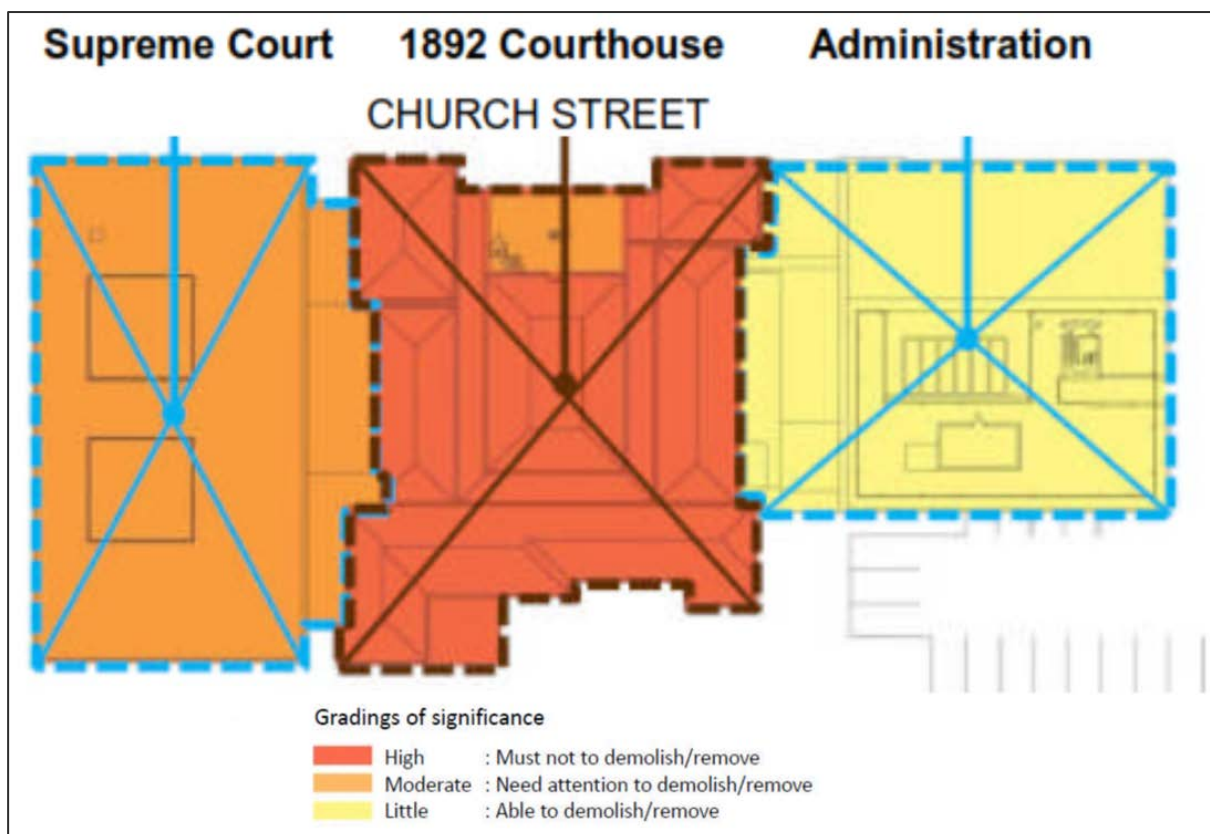 Supreme Court 1892 Courthouse Administration
CHURCH STREET
Gradings of significance
High : Must not to demolish/remove
Moderate : Need attention to demolish/remove
Little : Able to demolish/remove